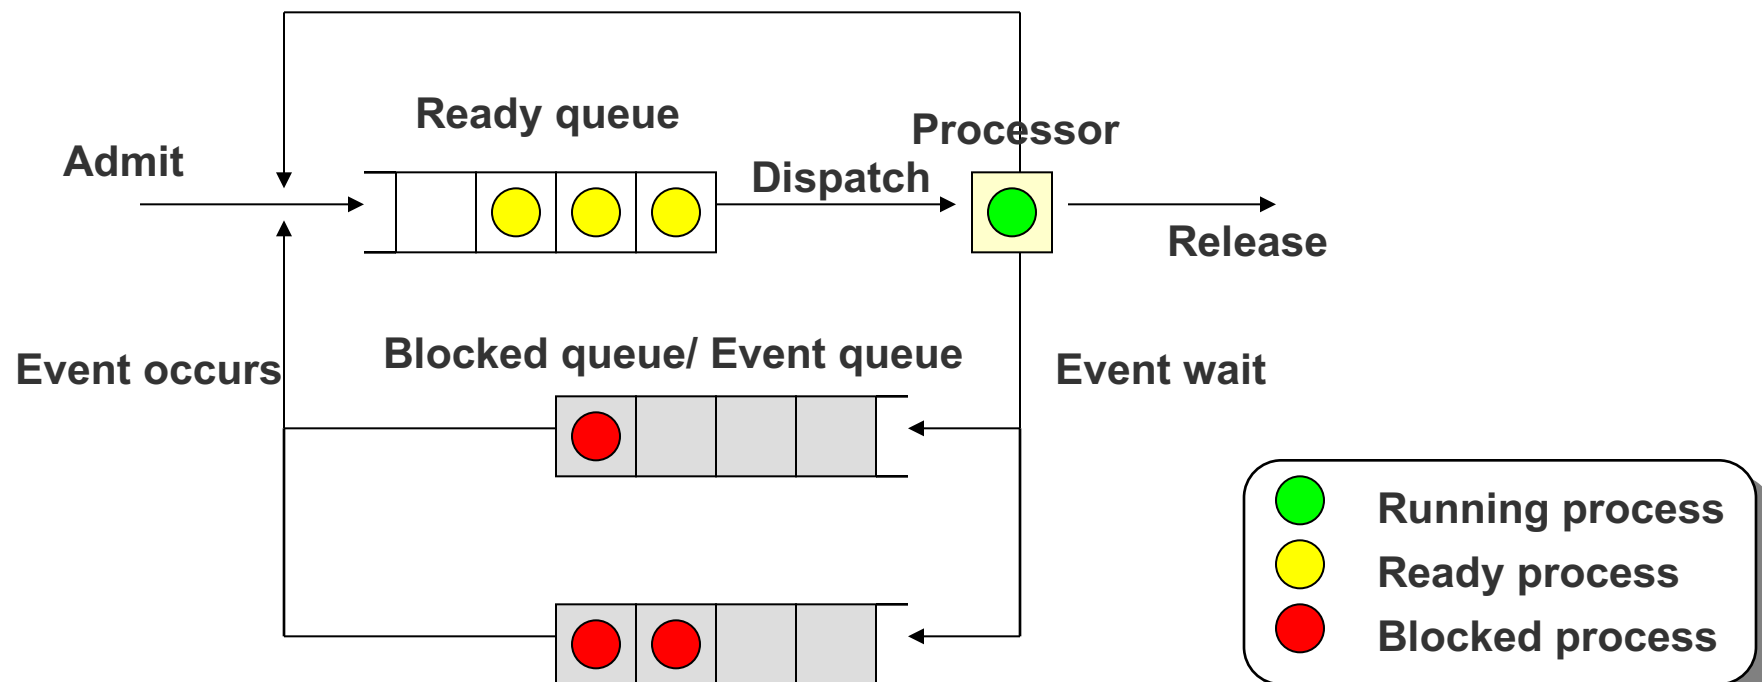 Ready queue
Processor
Admit
Dispatch
Release
Event occurs
Blocked queue/ Event queue
Event wait
Running process
Ready process
Blocked process